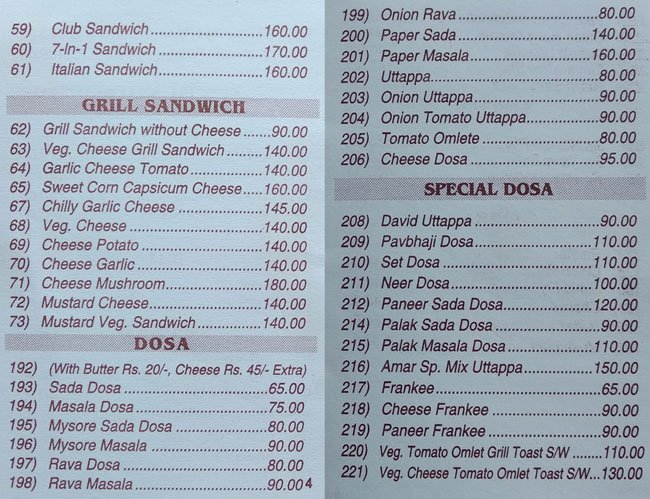 59) Club Sandwich ........................160.00
60) 7-In-1 Sandwich ....................170.00
61) Italian Sandwich.....................160.00
GRILL SANDWICH
62) Grill Sandwich without Cheese .......90.00
63) Veg. Cheese Grill Sandwich .........140.00
64) Garlic Cheese Tomato ...............140.00
65) Sweet Corn Capsicum Cheese ....160.00
67) Chilly Garlic Cheese ..................145.00
68) Veg. Cheese ...........................140.00
69) Cheese Potato ........................140.00
70) Cheese Garlic .........................140.00
71) Cheese Mushroom...................180.00
72) Mustard Cheese......................140.00
73) Mustard Veg. Sandwich .............140.00
DOSA
192) (With Butter Rs. 20/-, Cheese Rs. 45/- Extra)
193) Sada Dosa ..............................65.00
194) Masala Dosa ...........................75.00
195) Mysore Sada Dosa ..................80.00
196) Mysore Masala ........................90.00
197) Rava Dosa ..............................80.00
198) Rava Masala ...........................90.00 4
199) Onion Rava .............................80.00
200) Paper Sada ...........................140.00
201) Paper Masala.........................160.00
202) Uttappa...................................80.00
203) Onion Uttappa .........................90.00
204) Onion Tomato Uttappa ..............90.00
205) Tomato Omlete ........................80.00
206) Cheese Dosa ..........................95.00
SPECIAL DOSA
208) David Uttappa ..........................90.00
209) Pavbhaji Dosa........................110.00
210) Set Dosa ..............................110.00
211) Neer Dosa .............................100.00
212) Paneer Sada Dosa .................120.00
214) Palak Sada Dosa .....................90.00
215) Palak Masala Dosa.................110.00
216) Amar Sp. Mix Uttappa..............150.00
217) Frankee...................................65.00
218) Cheese Frankee ......................90.00
219) Paneer Frankee .......................90.00
220) Veg. Tomato Omlet Grill Toast S/W .......110.00
221) Veg. Cheese Tomato Omlet Toast S/W...130.00